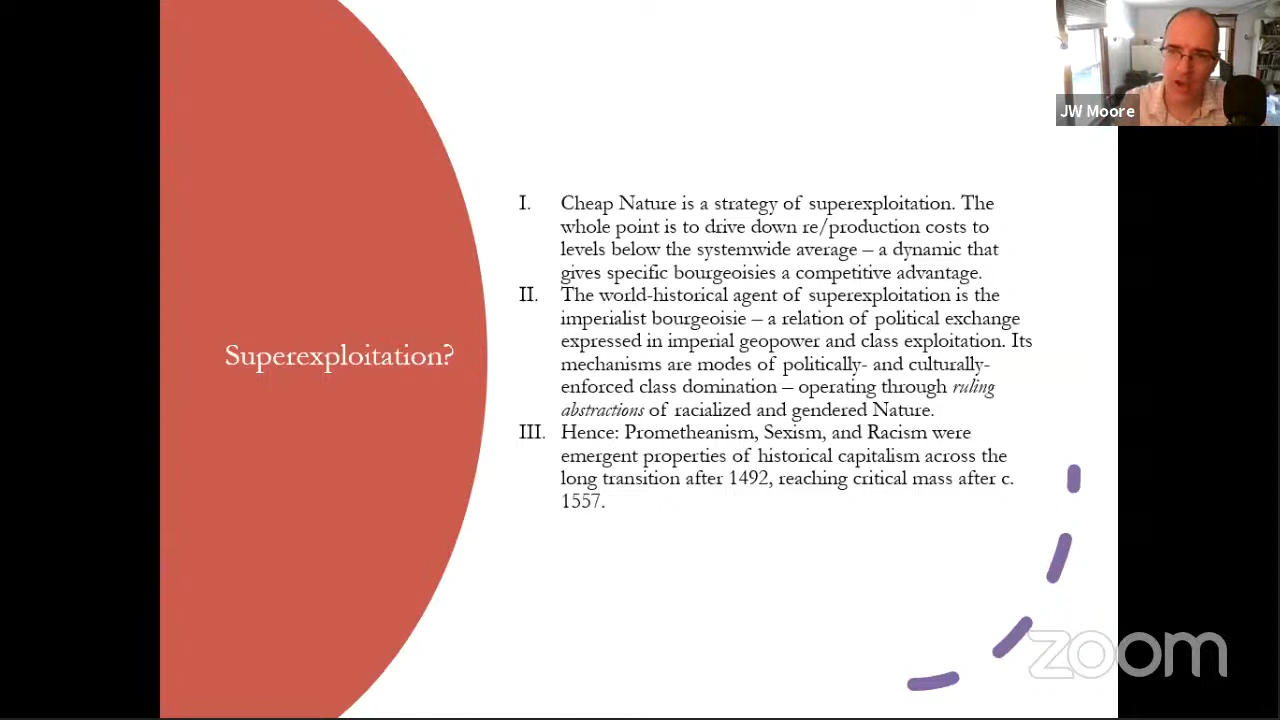 JW Moore
Superexploitation?
I. Cheap Nature is a strategy of superexploitation. The
whole point is to drive down re/production costs to
levels below the systemwide average – a dynamic that
gives specific bourgeoisies a competitive advantage.
II. The world-historical agent of superexploitation is the
imperialist bourgeoisie – a relation of political exchange
expressed in imperial geopower and class exploitation. Its
mechanisms are modes of politically- and culturally-
enforced class domination – operating through ruling
abstractions of racialized and gendered Nature.
III. Hence: Prometheanism, Sexism, and Racism were
emergent properties of historical capitalism across the
long transition after 1492, reaching critical mass after c.
1557.
zoom